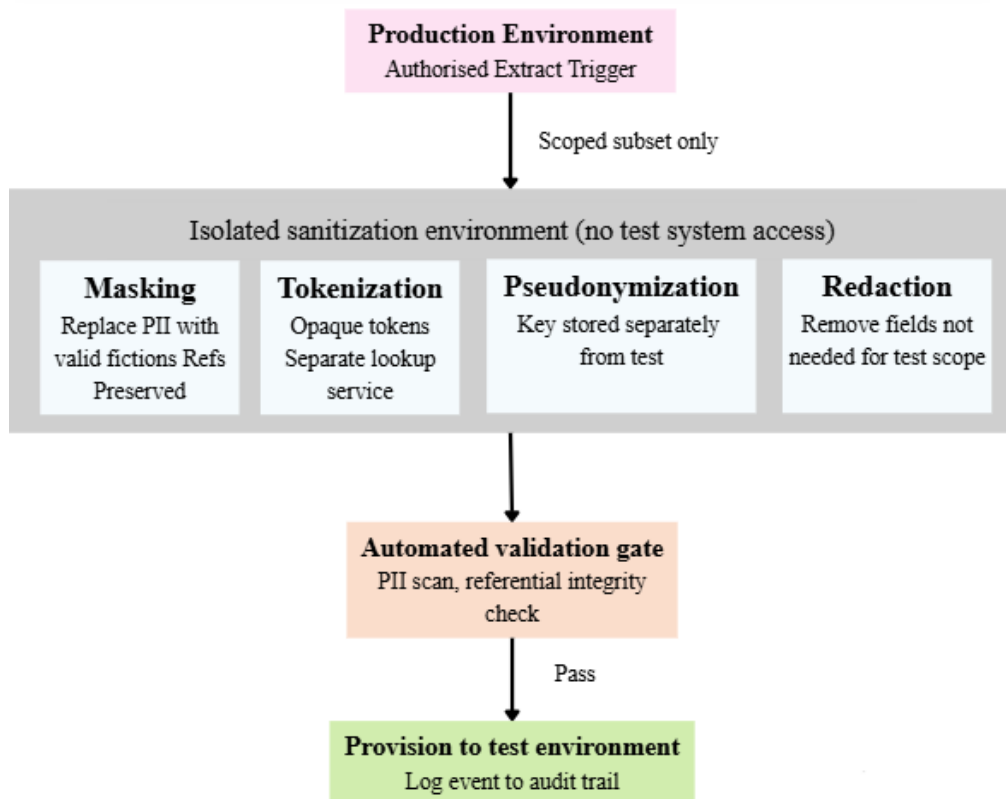 Production Environment
Authorised Extract Trigger
Scoped subset only
Isolated sanitization environment (no test system access)
Masking
Replace PII with
valid fictions Refs
Preserved
Tokenization
Opaque tokens
Separate lookup
service
Pseudonymization
Key stored separately
from test
Redaction
Remove fields not
needed for test scope
Automated validation gate
PII scan, referential integrity
check
Pass
Provision to test environment
Log event to audit trail